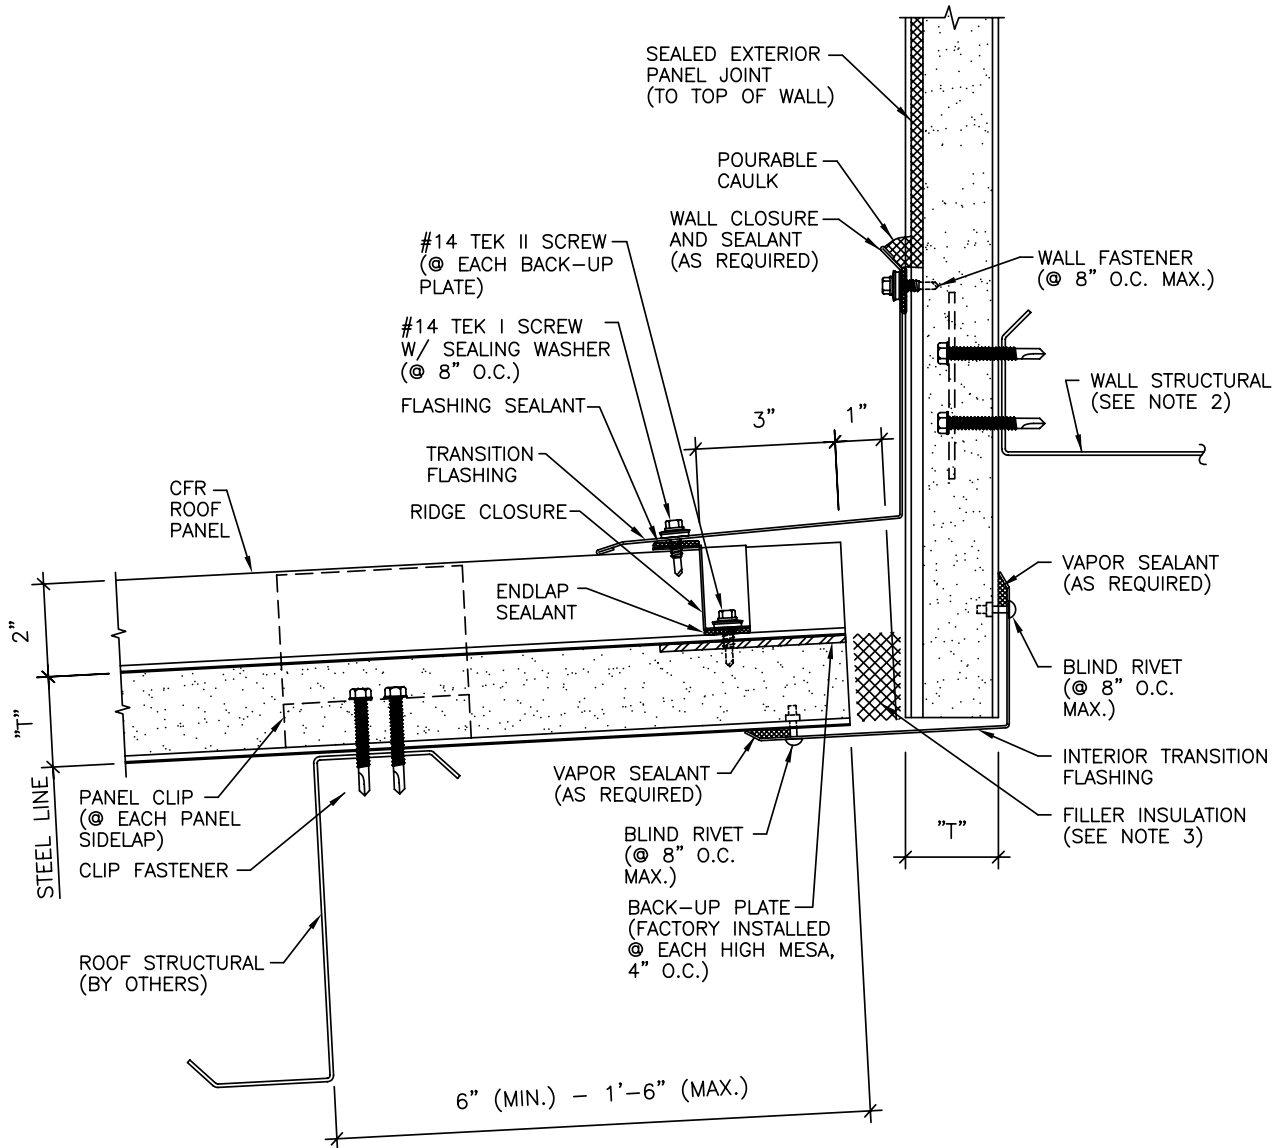 SEALED EXTERIOR
PANEL JOINT
(TO TOP OF WALL)
POURABLE
CAULK
WALL CLOSURE
AND SEALANT
(AS REQUIRED)
#14 TEK II SCREW
(@ EACH BACK-UP
PLATE)
WALL FASTENER
(@ 8" O.C. MAX.)
#14 TEK I SCREW
W/ SEALING WASHER
(@ 8" O.C.)
WALL STRUCTURAL
(SEE NOTE 2)
FLASHING SEALANT
3"
1"
TRANSITION
FLASHING
CFR
ROOF
PANEL
RIDGE CLOSURE
VAPOR SEALANT
(AS REQUIRED)
ENDLAP
SEALANT
2"
"T"
STEEL LINE
BLIND RIVET
(@ 8" O.C.
MAX.)
INTERIOR TRANSITION
FLASHING
VAPOR SEALANT
(AS REQUIRED)
PANEL CLIP
(@ EACH PANEL
SIDELAP)
FILLER INSULATION
(SEE NOTE 3)
"T"
BLIND RIVET
(@ 8" O.C.
MAX.)
CLIP FASTENER
BACK-UP PLATE
(FACTORY INSTALLED
@ EACH HIGH MESA,
4" O.C.)
ROOF STRUCTURAL
(BY OTHERS)
6" (MIN.) - 1'-6" (MAX.)